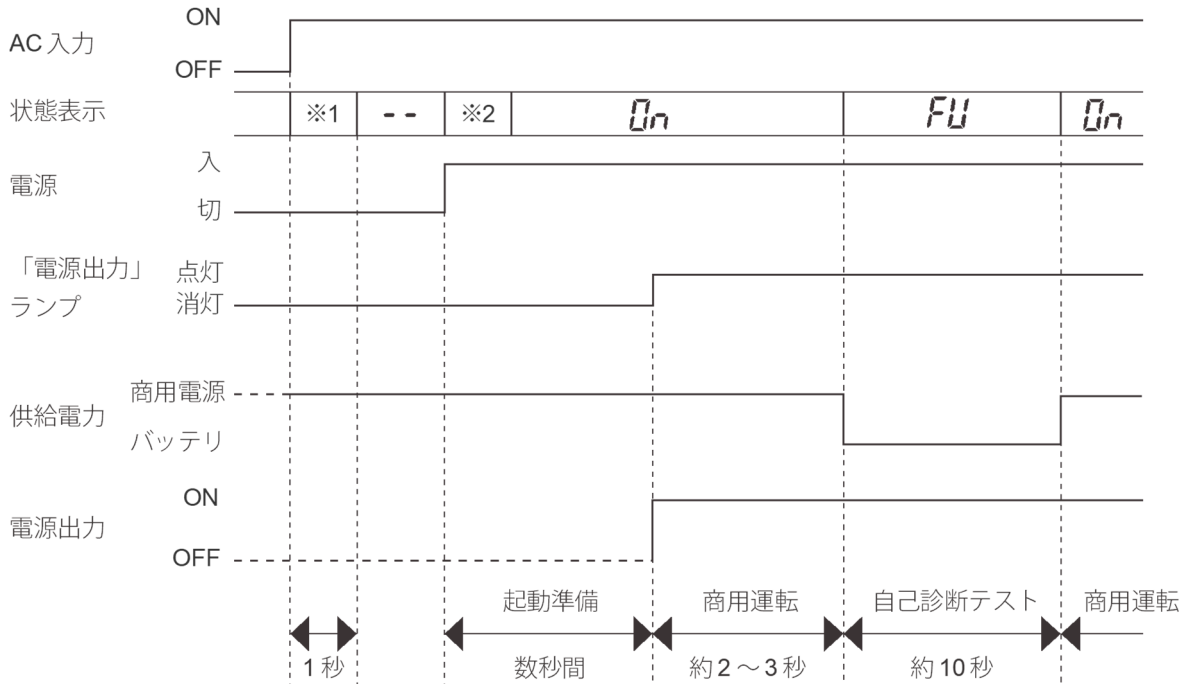 ON
AC 入力
OFF
状態表示 ※1 -- ※2 On FU On
入
電源
切
「電源出力」 点灯
ランプ 消灯
商用電源
供給電力
バッテリ
ON
電源出力
OFF
起動準備 商用運転 自己診断テスト 商用運転
1 秒 数秒間 約 2 ～ 3 秒 約 10 秒